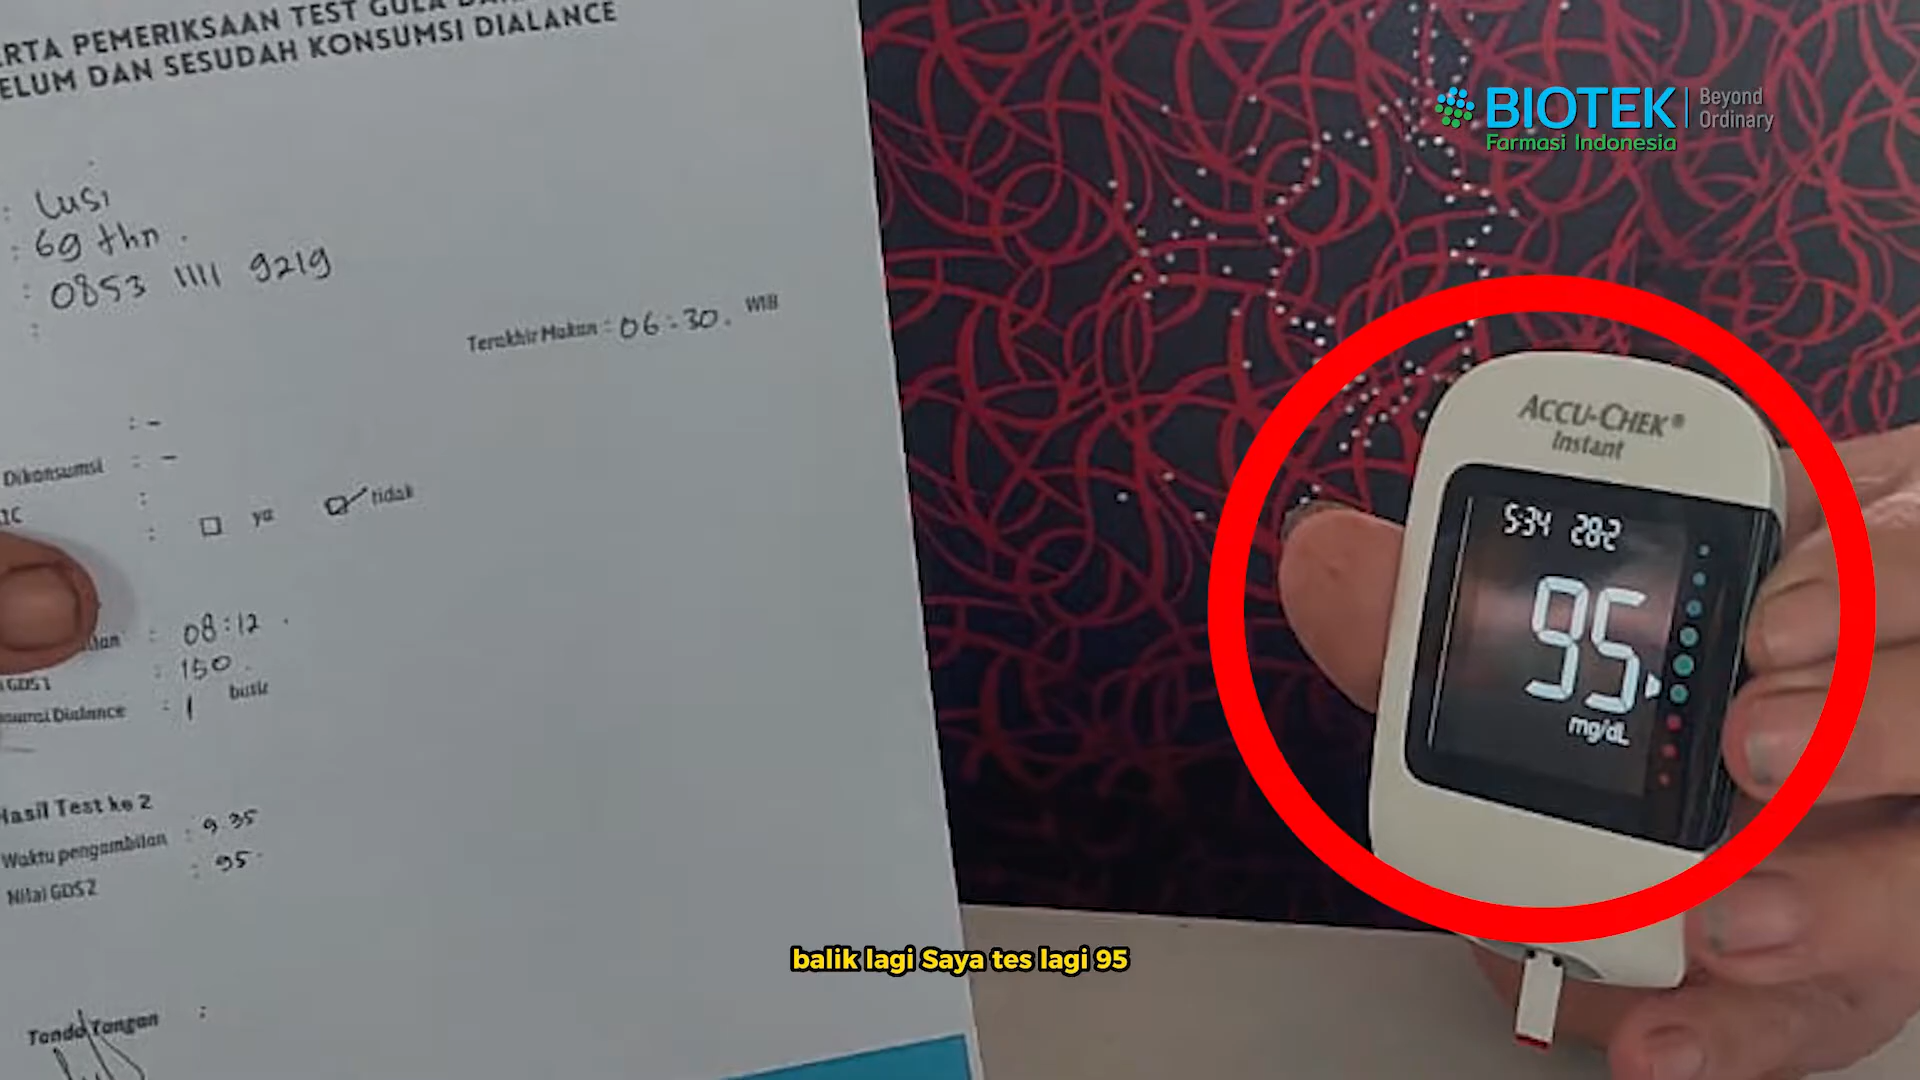 RTA PEMERIKSAAN TEST GULA
ELUM DAN SESUDAH KONSUMSI DIALANCE
: Lusi
: 69 thn.
: 0853 1111 9219
:
Terakhir Makan : 06:30. WIB
: -
Dikonsumsi : -
1C :
: ya tidak
: 08:12.
GDS1 : 150.
Dialance : 1 butir
Hasil Test ke 2
Waktu pengambilan : 9.35
Nilai GDS2 : 95.
Tanda Tangan :
BIOTEK Beyond Ordinary
Farmasi Indonesia
ACCU-CHEK®
Instant
5:34 28-2
95
mg/dL
balik lagi Saya tes lagi 95